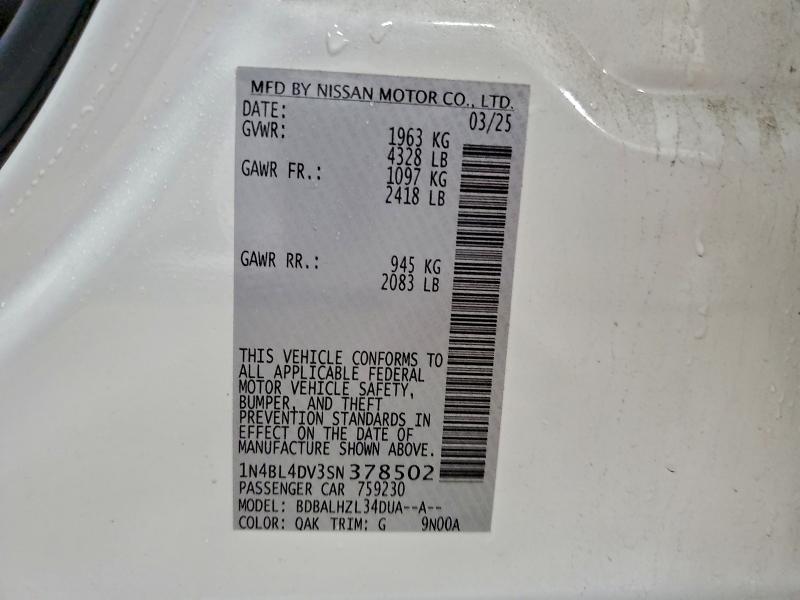 MFD BY NISSAN MOTOR CO., LTD.
DATE: 03/25
GVWR: 1963 KG
4328 LB
GAWR FR.: 1097 KG
2418 LB
GAWR RR.: 945 KG
2083 LB
THIS VEHICLE CONFORMS TO
ALL APPLICABLE FEDERAL
MOTOR VEHICLE SAFETY,
BUMPER, AND THEFT
PREVENTION STANDARDS IN
EFFECT ON THE DATE OF
MANUFACTURE SHOWN ABOVE.
1N4BL4DV3SN378502
PASSENGER CAR 759230
MODEL: BDBALHZL34DUA--A--
COLOR: QAK TRIM: G 9N00A